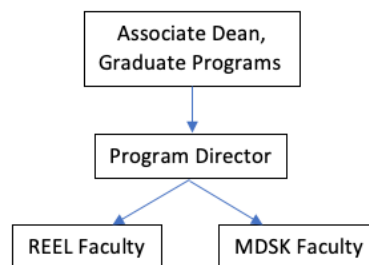 Associate Dean,
Graduate Programs
Program Director
REEL Faculty
MDSK Faculty